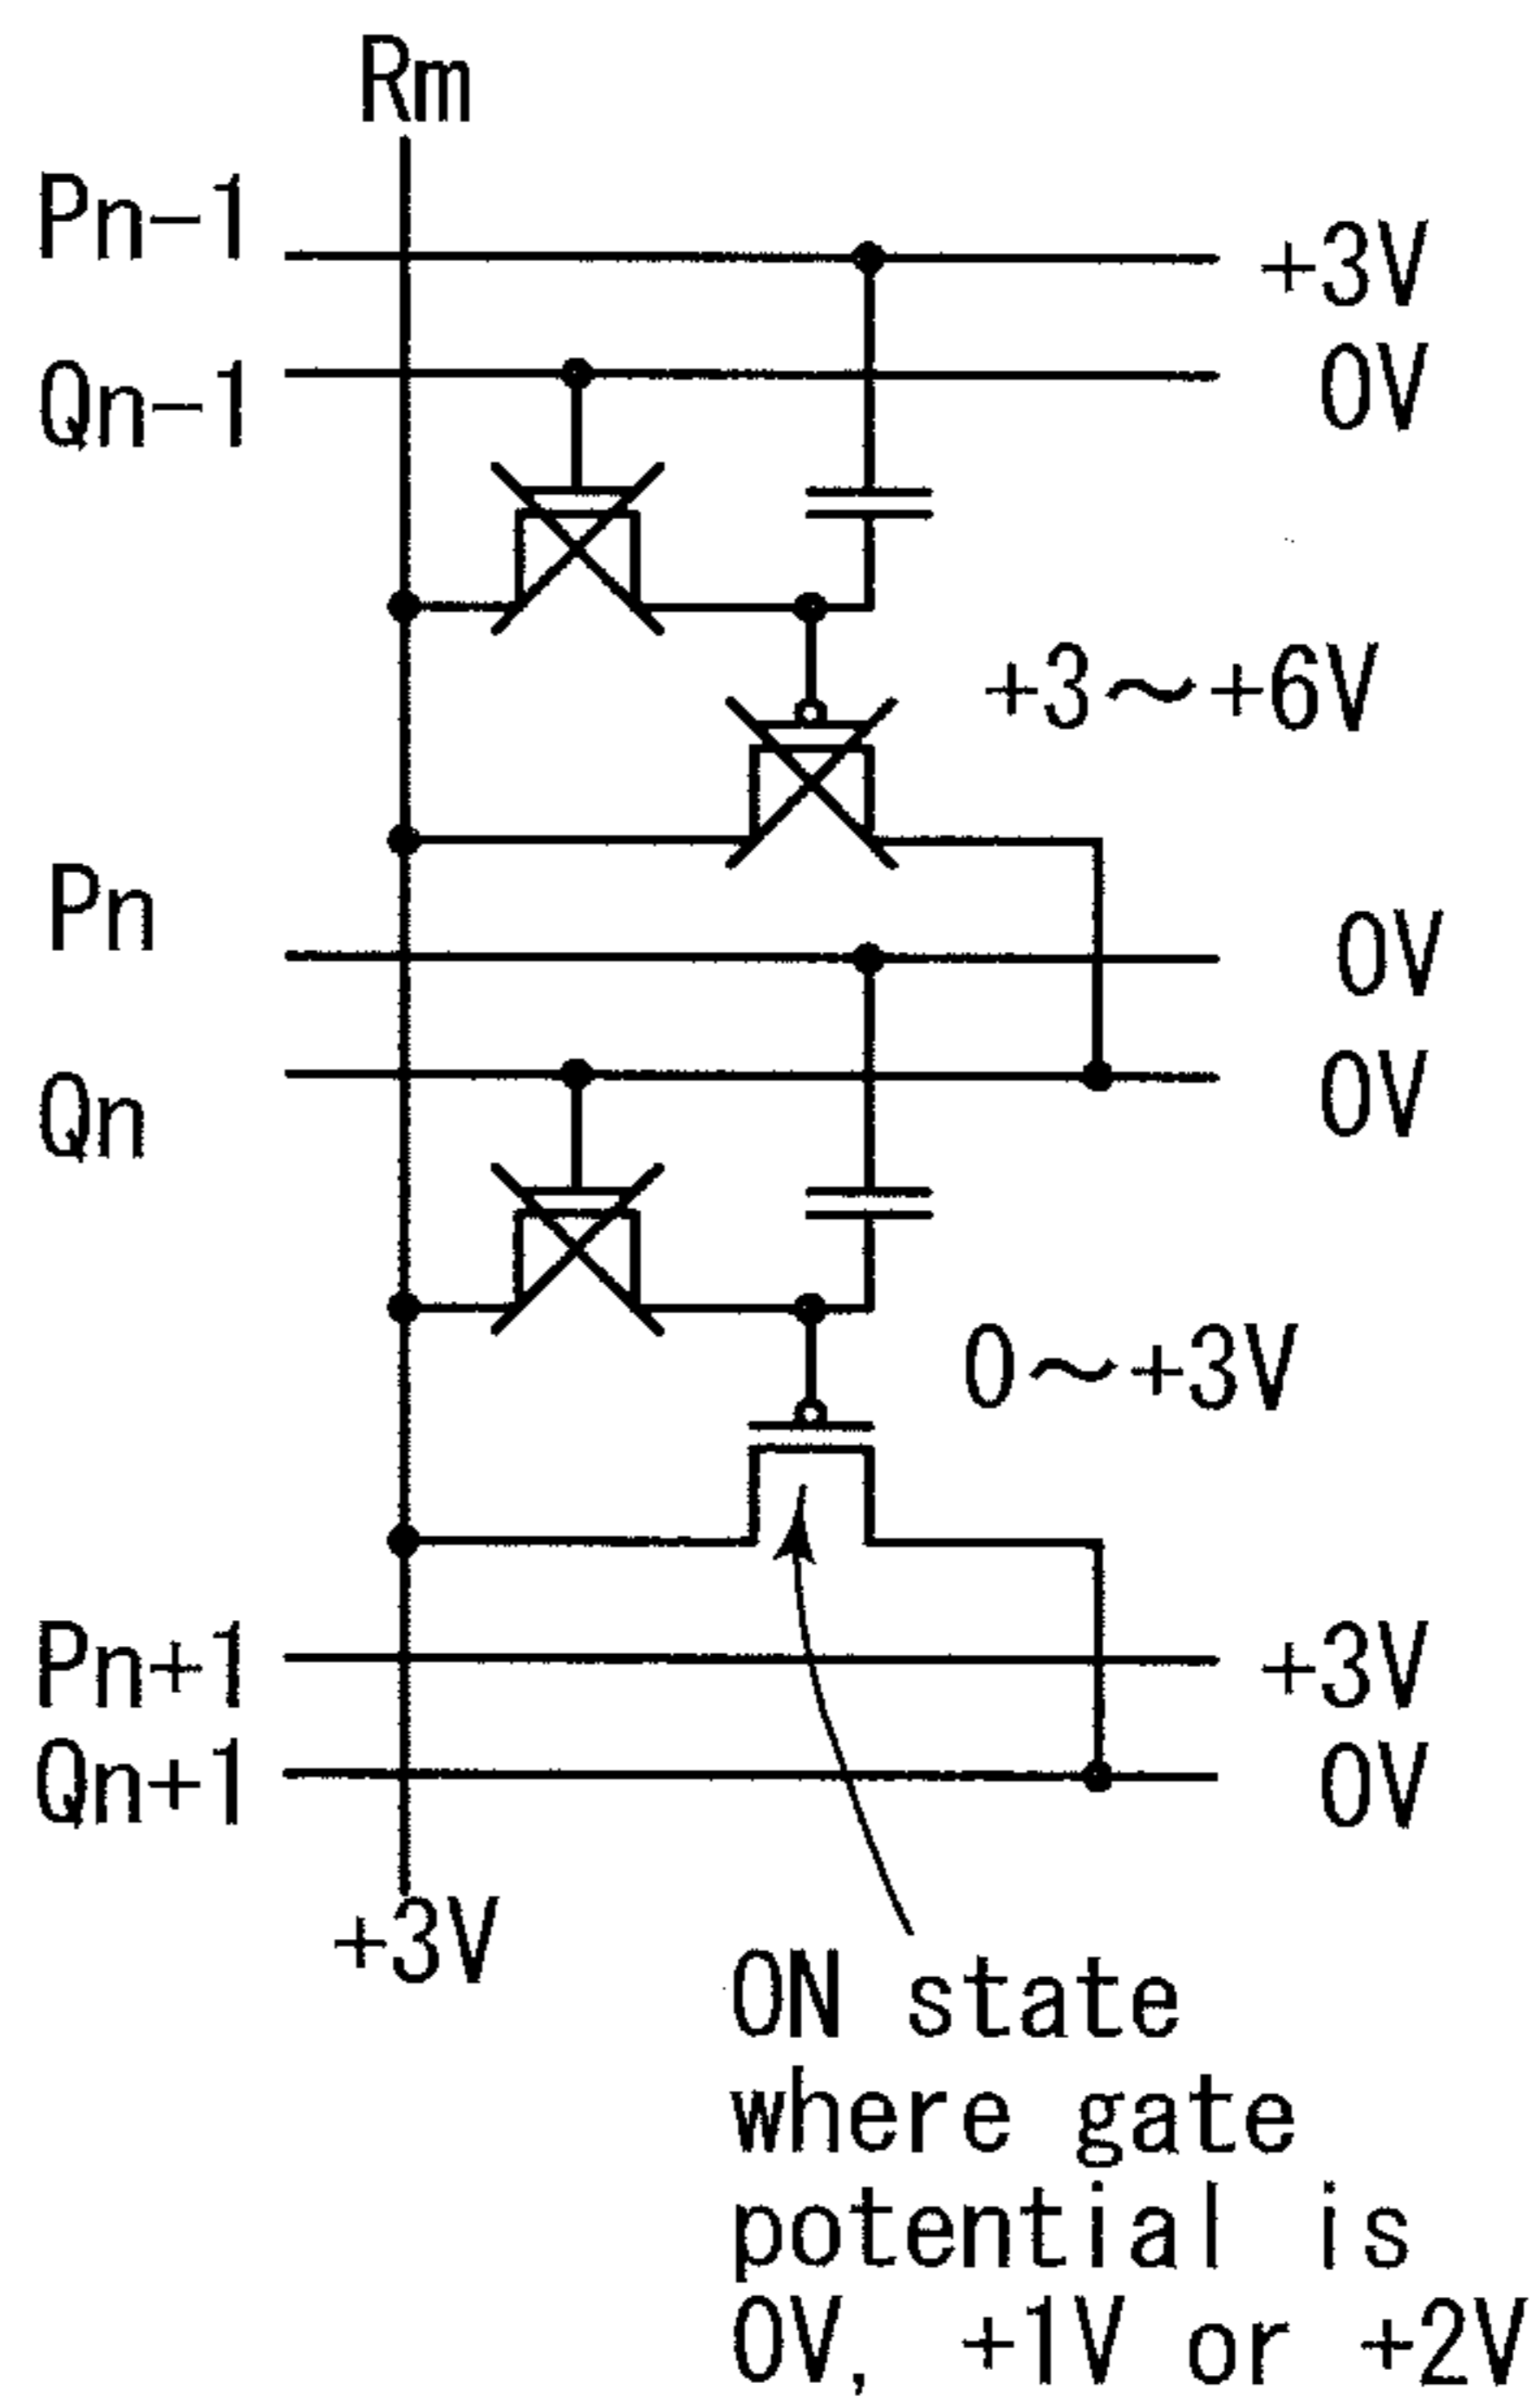 Rm
Pn-1
+3V
Qn-1
0V
+3～+6V
Pn
0V
Qn
0V
0～+3V
Pn+1
+3V
Qn+1
0V
+3V
ON state
where gate
potential is
0V, +1V or +2V